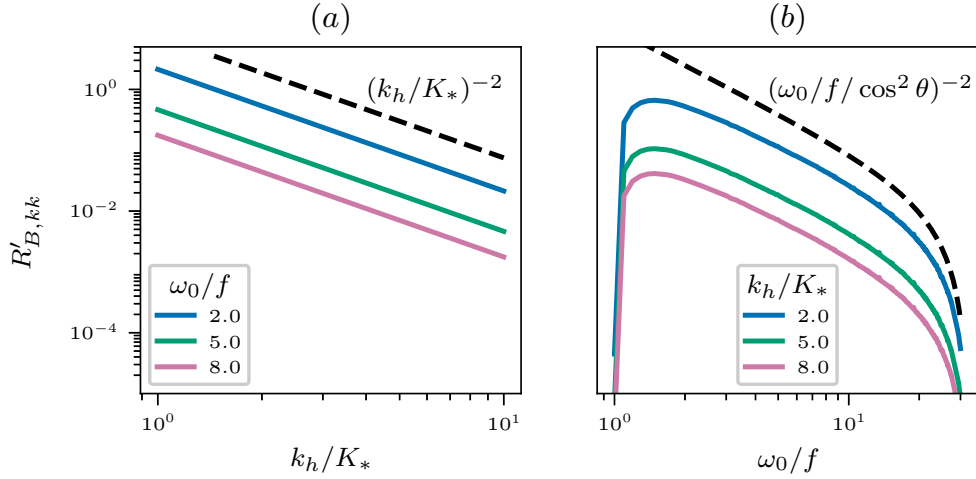 (a)
(b)
R′_{B,kk}
10^0
10^{−2}
10^{−4}
(k_h/K_*)^{−2}
ω_0/f
2.0
5.0
8.0
10^0
10^1
k_h/K_*
(ω_0/f/ cos^2 θ)^{−2}
k_h/K_*
2.0
5.0
8.0
10^0
10^1
ω_0/f